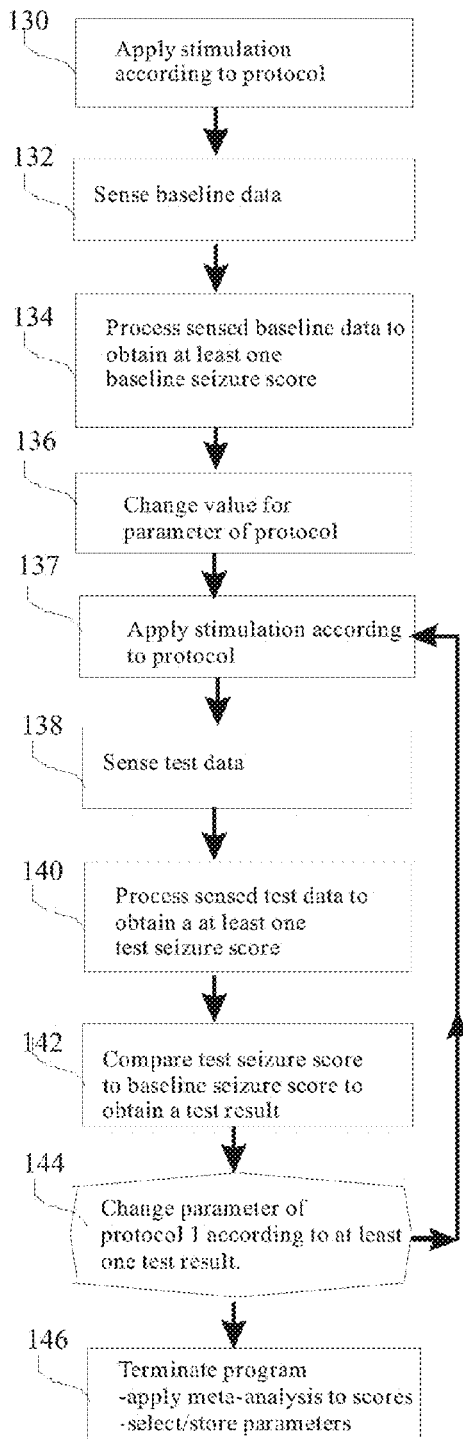 130
Apply stimulation
according to protocol
132
Sense baseline data
134
Process sensed baseline data to
obtain at least one
baseline seizure score
136
Change value for
parameter of protocol
137
Apply stimulation accordng
to protocol
138
Sense test data
140
Process sensed test data to
obtain a at least one
test seizure score
142
Compare test seizure score
to baseline seizure score to
obtain a test result
144
Change parameter of
protocol 1 according to at least
one test result.
146
Terminate program
-apply meta-analysis to scores
-select/store parameters